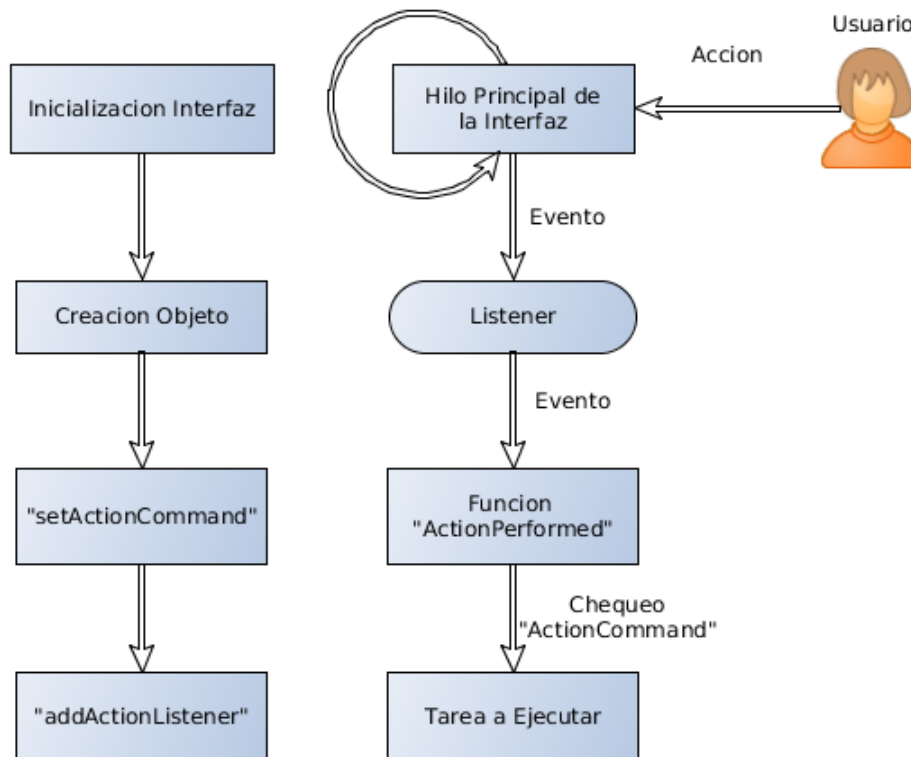 Usuario
Accion
Inicializacion Interfaz
Hilo Principal de
la Interfaz
Evento
Creacion Objeto
Listener
Evento
"setActionCommand"
Funcion
"ActionPerformed"
Chequeo
"ActionCommand"
"addActionListener"
Tarea a Ejecutar